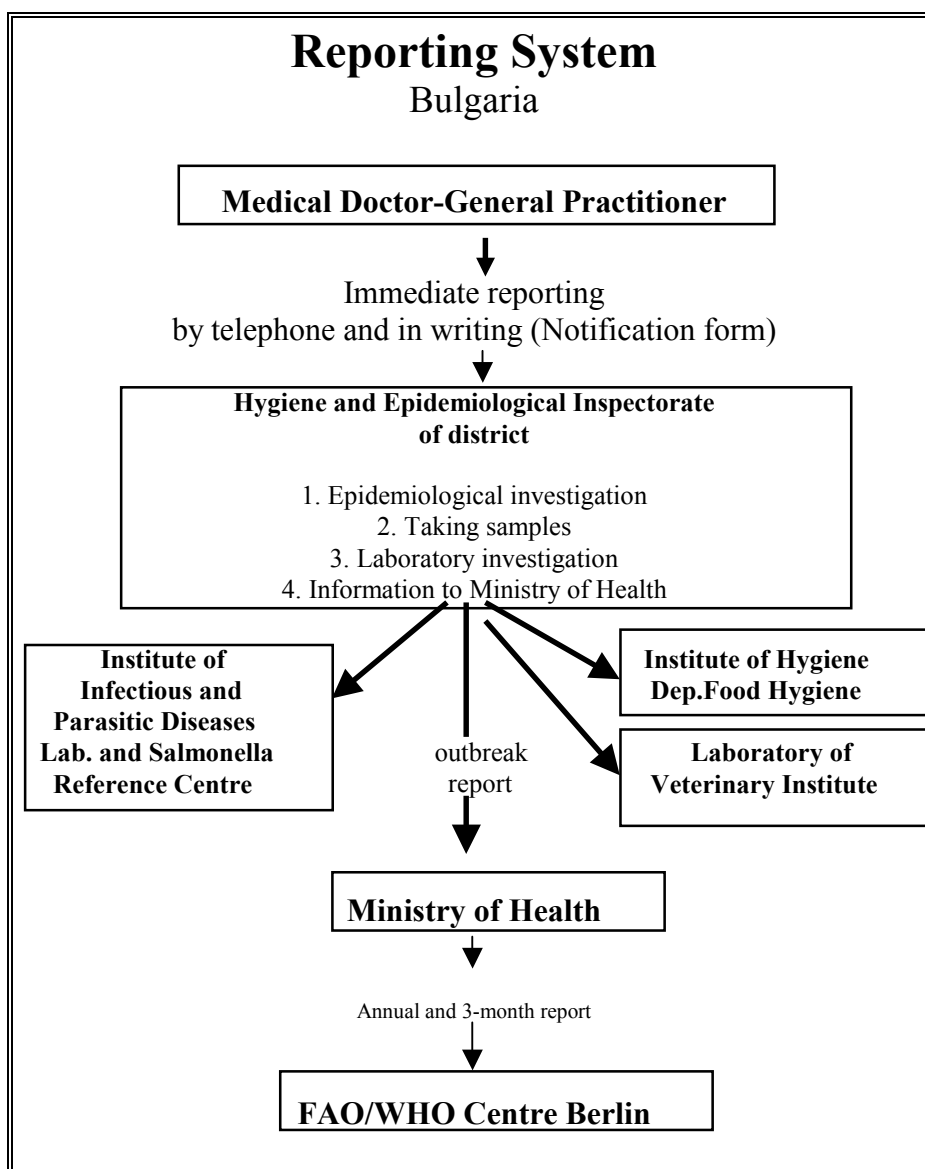 Reporting System
Bulgaria
Medical Doctor-General Practitioner
Immediate reporting
by telephone and in writing (Notification form)
Hygiene and Epidemiological Inspectorate
of district
1. Epidemiological investigation
2. Taking samples
3. Laboratory investigation
4. Information to Ministry of Health
Institute of
Infectious and
Parasitic Diseases
Lab. and Salmonella
Reference Centre
outbreak
report
Institute of Hygiene
Dep.Food Hygiene
Laboratory of
Veterinary Institute
Ministry of Health
Annual and 3-month report
FAO/WHO Centre Berlin